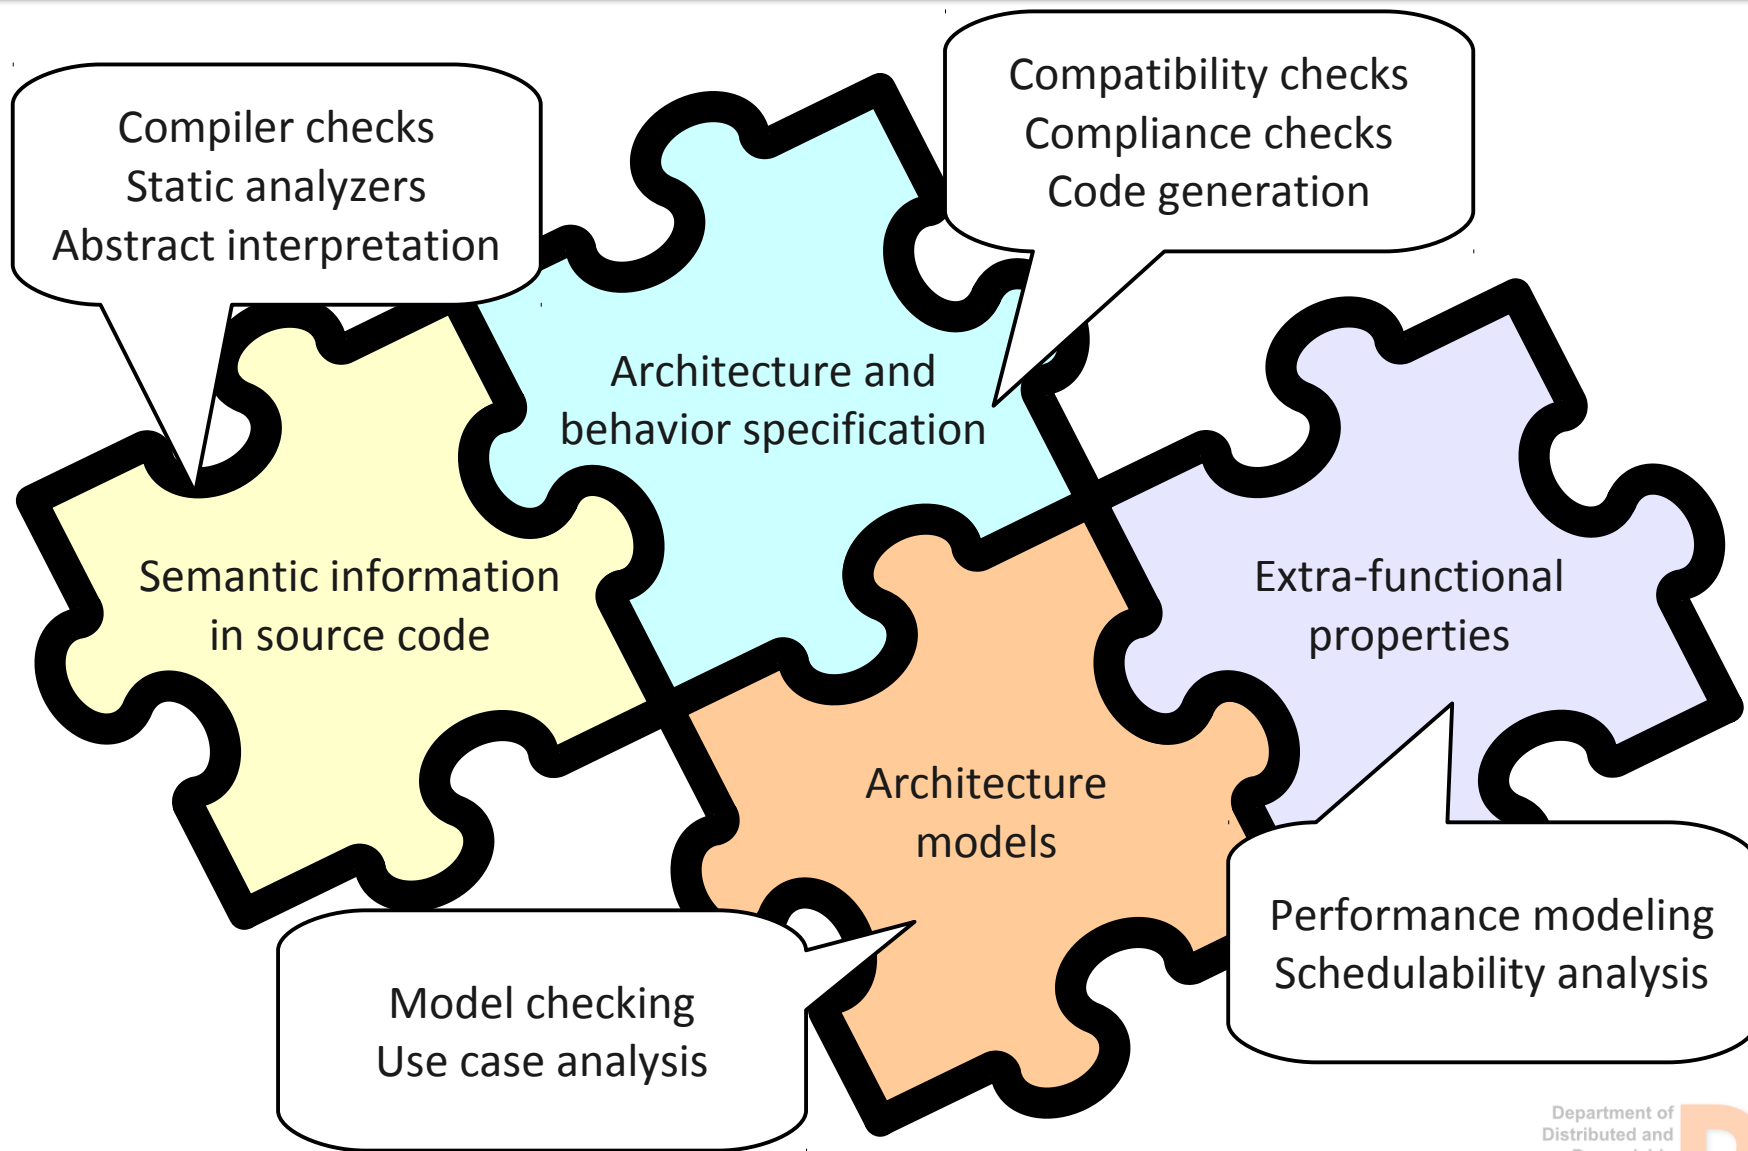 Compiler checks
Static analyzers
Abstract interpretation
Compatibility checks
Compliance checks
Code generation
Architecture and
behavior specification
Semantic information
in source code
Extra-functional
properties
Architecture
models
Performance modeling
Schedulability analysis
Model checking
Use case analysis
Department of
Distributed and